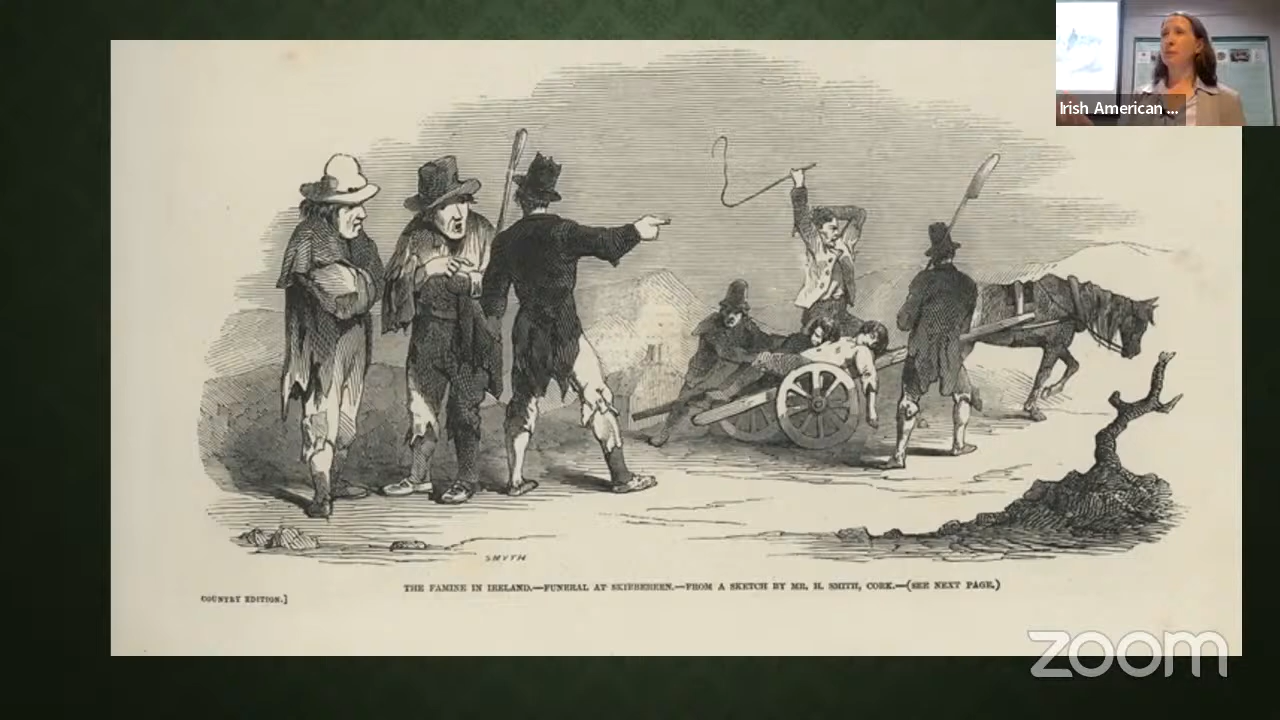 Irish American ...
SMYTH
THE FAMINE IN IRELAND.—FUNERAL AT SKIBBEREEN.—FROM A SKETCH BY MR. H. SMITH, CORK.—(SEE NEXT PAGE.)
COUNTRY EDITION.]
zoom